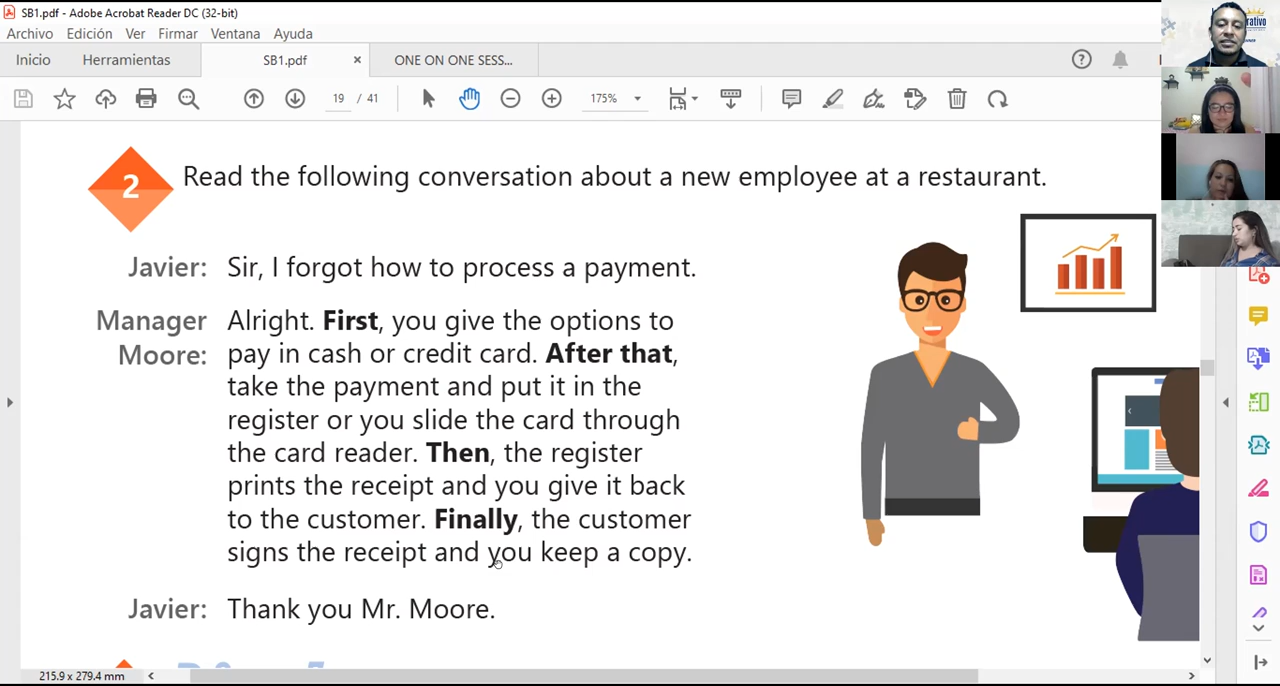 SB1.pdf - Adobe Acrobat Reader DC (32-bit)
Archivo Edición Ver Firmar Ventana Ayuda
Inicio Herramientas SB1.pdf × ONE ON ONE SESS...
19 / 41 175%
2 Read the following conversation about a new employee at a restaurant.
Javier: Sir, I forgot how to process a payment.
Manager Moore: Alright. First, you give the options to
pay in cash or credit card. After that,
take the payment and put it in the
register or you slide the card through
the card reader. Then, the register
prints the receipt and you give it back
to the customer. Finally, the customer
signs the receipt and you keep a copy.
Javier: Thank you Mr. Moore.
215.9 x 279.4 mm